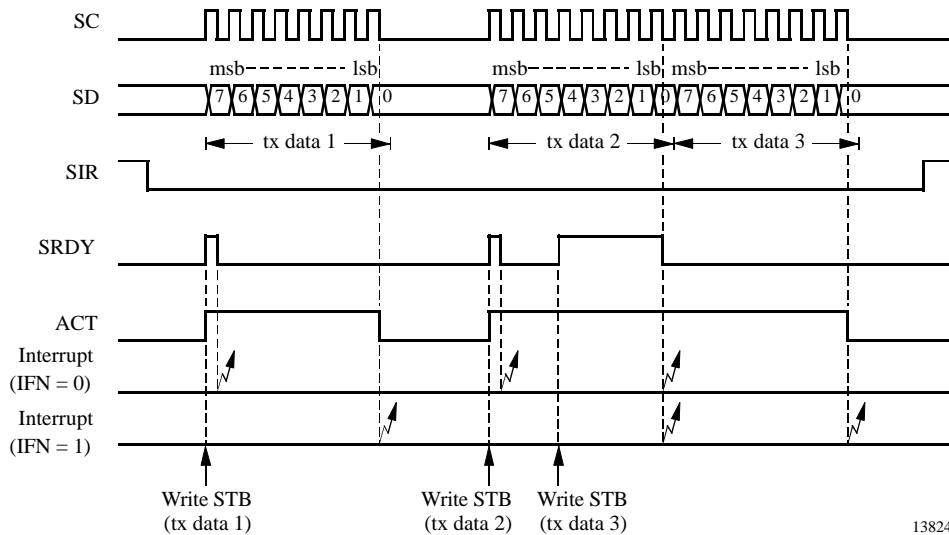 SC
msb lsb msb lsb
SD 7 6 5 4 3 2 1 0 7 6 5 4 3 2 1 0 7 6 5 4 3 2 1 0
tx data 1 tx data 2 tx data 3
SIR
SRDY
ACT
Interrupt
(IFN = 0)
Interrupt
(IFN = 1)
Write STB Write STB Write STB
(tx data 1) (tx data 2) (tx data 3)
13824